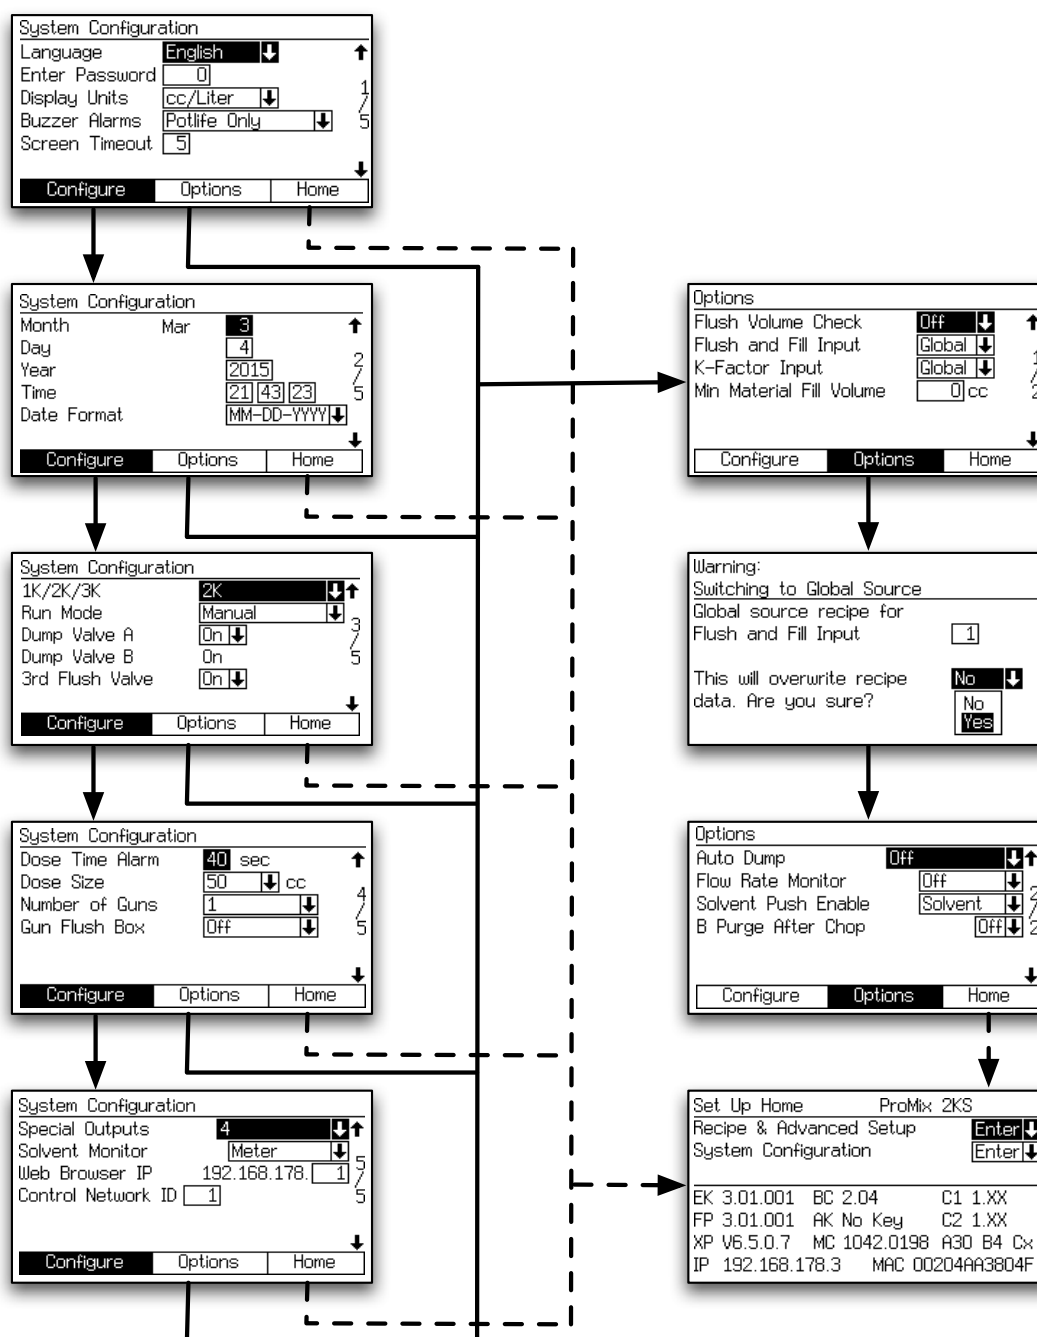 System Configuration
Language English
Enter Password 0
Display Units cc/Liter
Buzzer Alarms Potlife Only
Screen Timeout 5
1/5
Configure Options Home
System Configuration
Month Mar 3
Day 4
Year 2015
Time 21 43 23
Date Format MM-DD-YYYY
2/5
Configure Options Home
System Configuration
1K/2K/3K 2K
Run Mode Manual
Dump Valve A On
Dump Valve B On
3rd Flush Valve On
3/5
Configure Options Home
System Configuration
Dose Time Alarm 40 sec
Dose Size 50 cc
Number of Guns 1
Gun Flush Box Off
4/5
Configure Options Home
System Configuration
Special Outputs 4
Solvent Monitor Meter
Web Browser IP 192.168.178. 1
Control Network ID 1
5/5
Configure Options Home
Options
Flush Volume Check Off
Flush and Fill Input Global
K-Factor Input Global
Min Material Fill Volume 0 cc
1/2
Configure Options Home
Warning:
Switching to Global Source
Global source recipe for
Flush and Fill Input 1
This will overwrite recipe No
data. Are you sure? No
Yes
Options
Auto Dump Off
Flow Rate Monitor Off
Solvent Push Enable Solvent
B Purge After Chop Off
2/2
Configure Options Home
Set Up Home ProMix 2KS
Recipe & Advanced Setup Enter
System Configuration Enter
EK 3.01.001 BC 2.04 C1 1.XX
FP 3.01.001 AK No Key C2 1.XX
XP V6.5.0.7 MC 1042.0198 A30 B4 Cx
IP 192.168.178.3 MAC 00204AA3804F